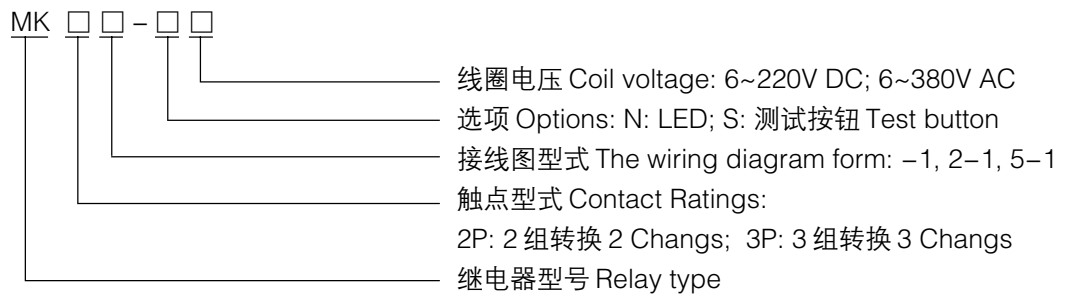 MK □ □ – □ □
线圈电压 Coil voltage: 6~220V DC; 6~380V AC
选项 Options: N: LED; S: 测试按钮 Test button
接线图型式 The wiring diagram form: –1, 2–1, 5–1
触点型式 Contact Ratings:
2P: 2 组转换 2 Changs; 3P: 3 组转换 3 Changs
继电器型号 Relay type